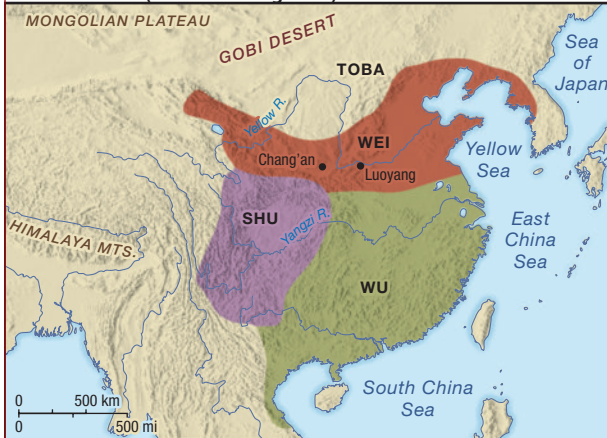 MONGOLIAN PLATEAU
GOBI DESERT
Sea
of
Japan
TOBA
Yellow R.
WEI
Chang'an
Luoyang
Yellow
Sea
SHU
Yangzi R.
HIMALAYA MTS.
East
China
Sea
WU
South China
Sea
0 500 km
0 500 mi